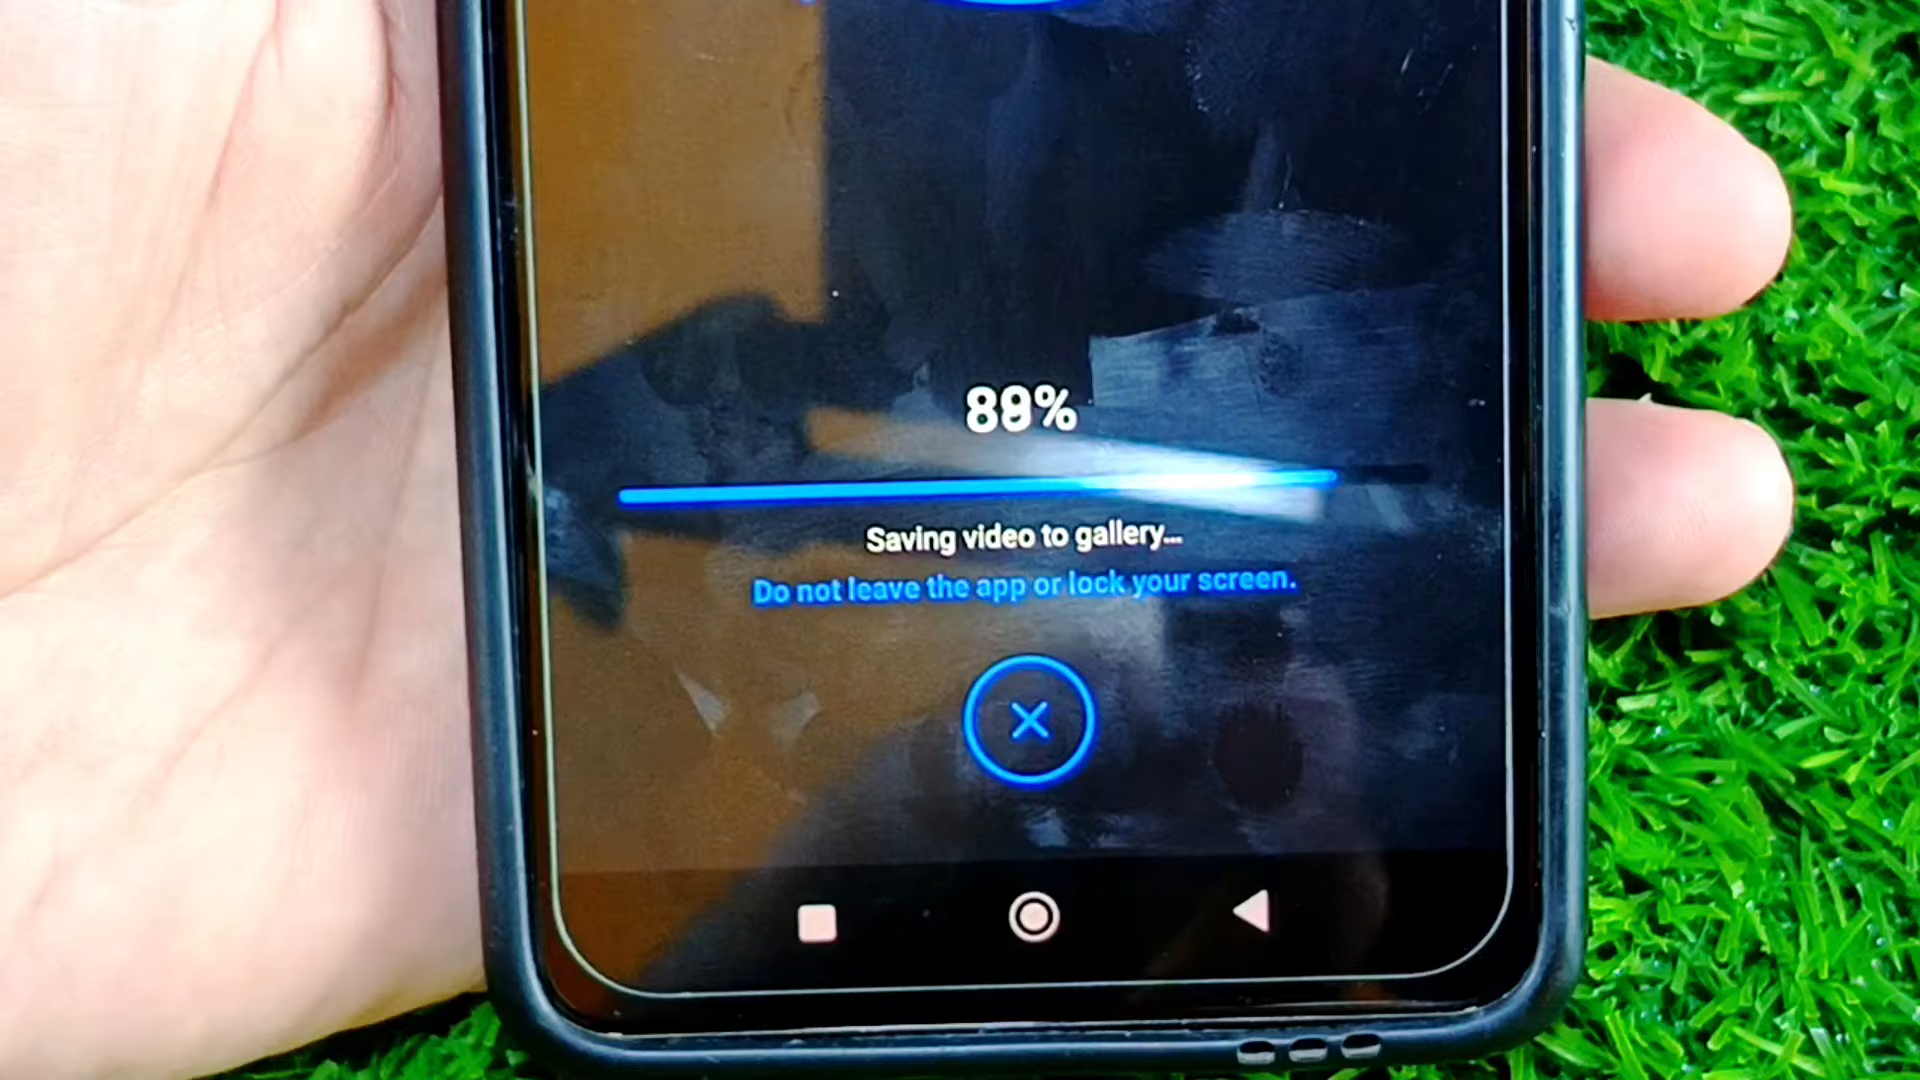 89%
Saving video to gallery...
Do not leave the app or lock your screen.